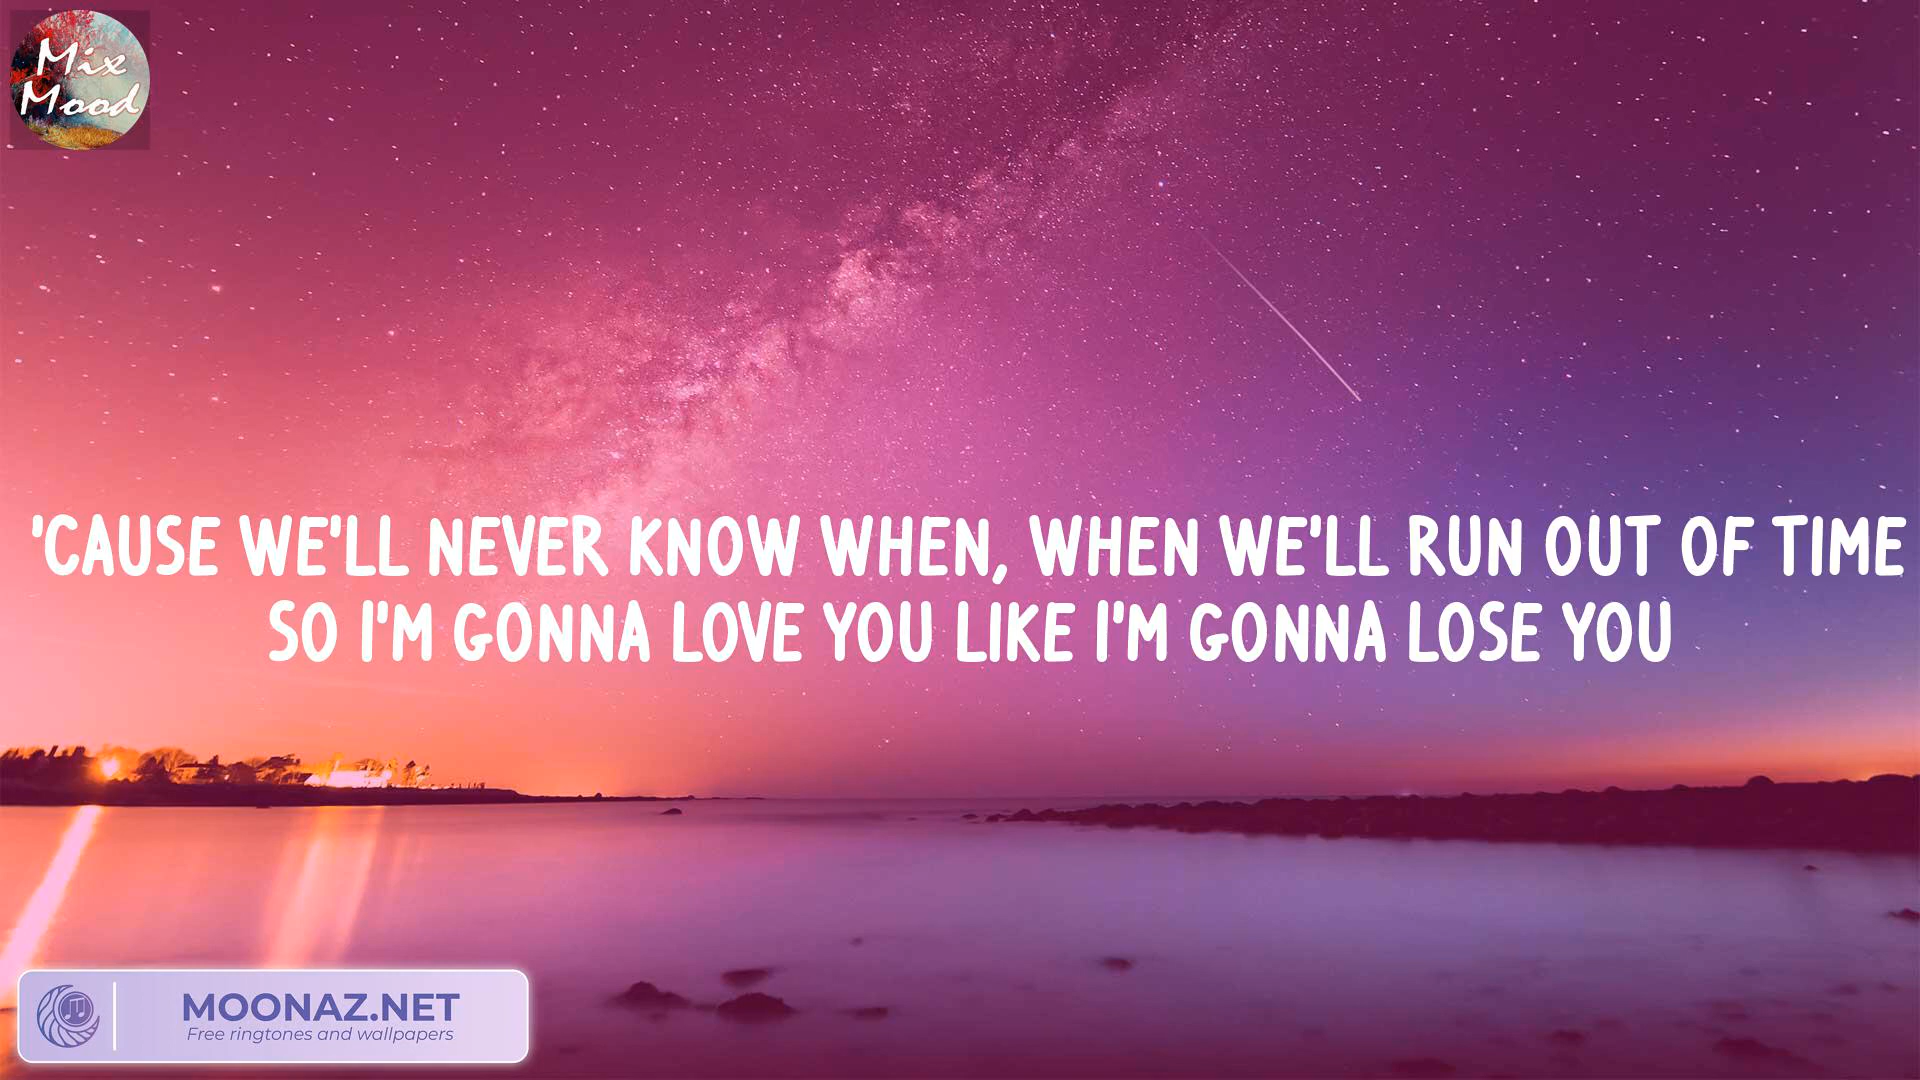 Mix
Mood
'CAUSE WE'LL NEVER KNOW WHEN, WHEN WE'LL RUN OUT OF TIME
SO I'M GONNA LOVE YOU LIKE I'M GONNA LOSE YOU
MOONAZ.NET
Free ringtones and wallpapers